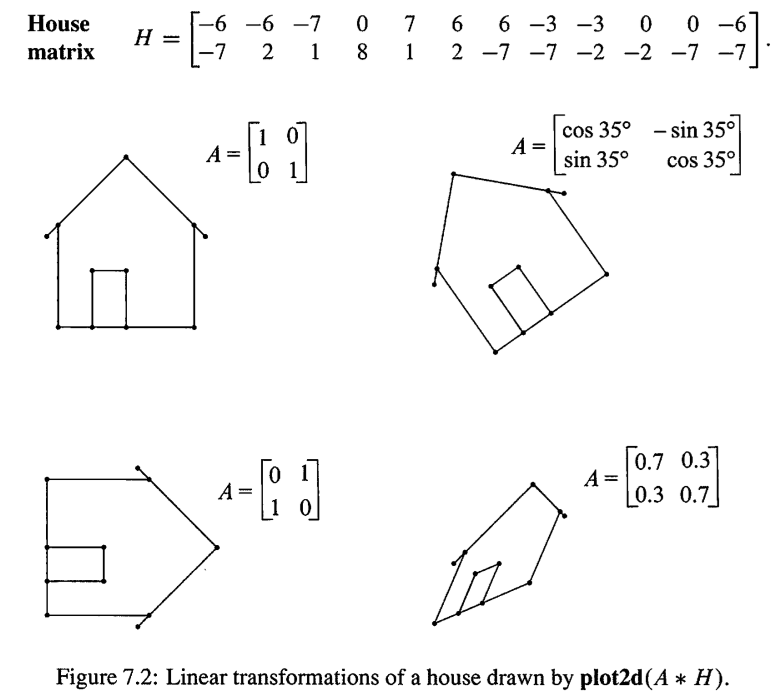 House matrix H = [−6 −6 −7 0 7 6 6 −3 −3 0 0 −6
−7 2 1 8 1 2 −7 −7 −2 −2 −7 −7].
A = [1 0
0 1]
A = [cos 35° − sin 35°
sin 35° cos 35°]
A = [0 1
1 0]
A = [0.7 0.3
0.3 0.7]
Figure 7.2: Linear transformations of a house drawn by plot2d(A ∗ H).